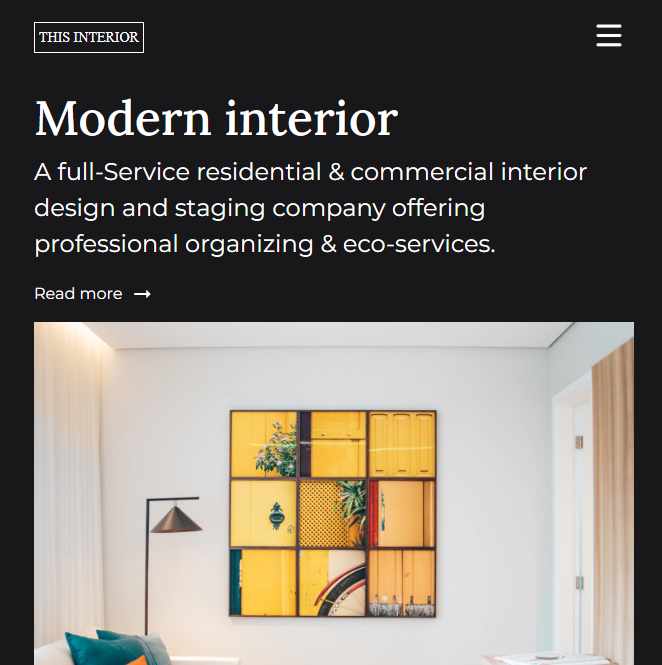 THIS INTERIOR
Modern interior
A full-Service residential & commercial interior
design and staging company offering
professional organizing & eco-services.
Read more